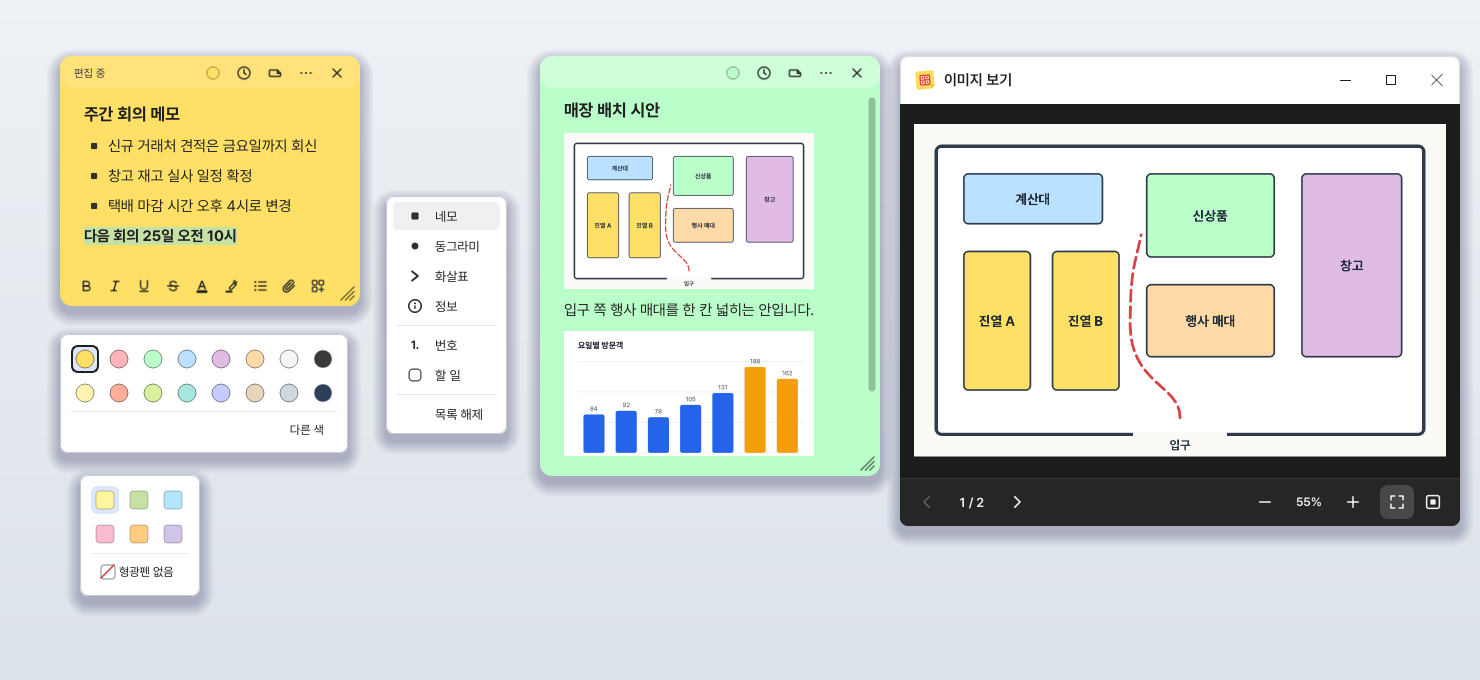 편집 중
주간 회의 메모
신규 거래처 견적은 금요일까지 회신
창고 재고 실사 일정 확정
택배 마감 시간 오후 4시로 변경
다음 회의 25일 오전 10시
B I U S A
다른 색
형광펜 없음
네모
동그라미
화살표
정보
1. 번호
할 일
목록 해제
매장 배치 시안
계산대
신상품
창고
진열 A
진열 B
행사 매대
입구
입구 쪽 행사 매대를 한 칸 넓히는 안입니다.
요일별 방문객
84
92
78
105
131
188
162
이미지 보기
계산대
신상품
창고
진열 A
진열 B
행사 매대
입구
1 / 2
55%